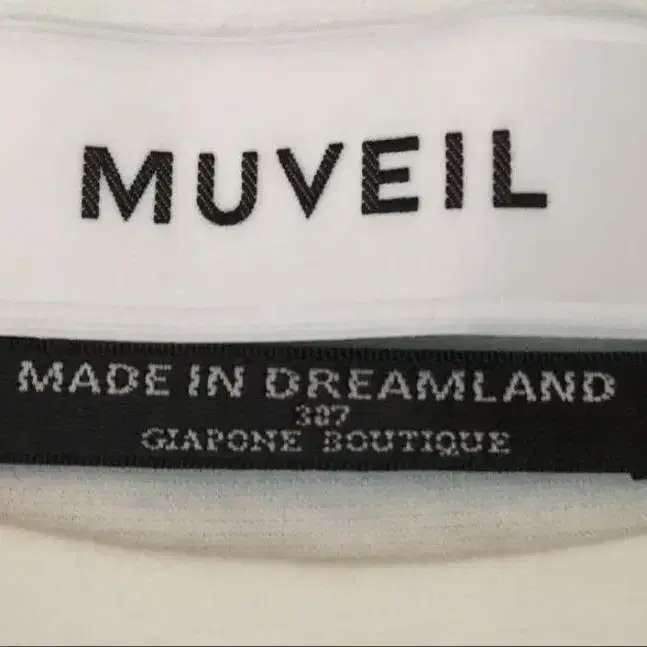 MUVEIL
MADE IN DREAMLAND
387
GIAPONE BOUTIQUE